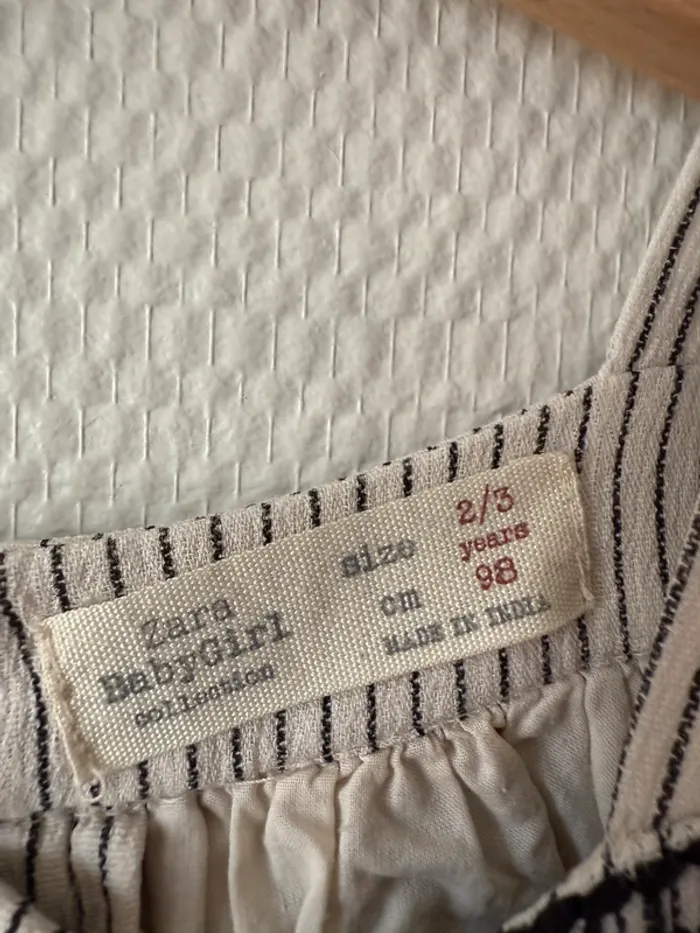 Zara
BabyGirl
collection
size
2/3
years
cm
98
MADE IN INDIA